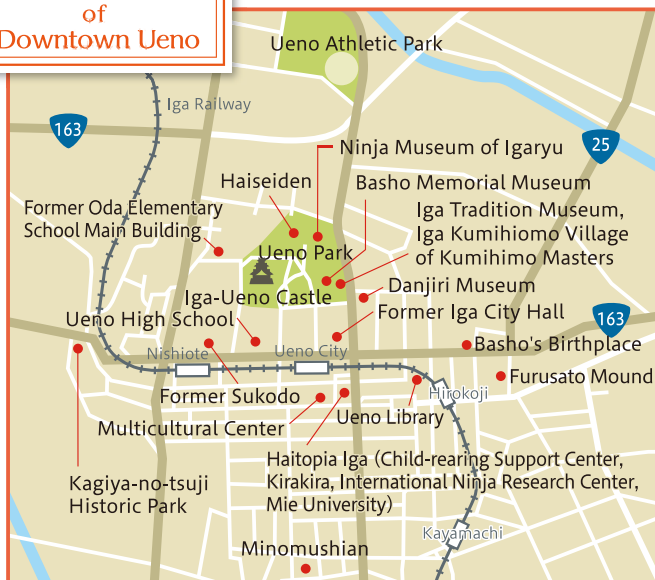 of
Downtown Ueno
Ueno Athletic Park
Iga Railway
163
25
Ninja Museum of Igaryu
Haiseiden
Basho Memorial Museum
Former Oda Elementary
School Main Building
Iga Tradition Museum,
Iga Kumihiomo Village
of Kumihimo Masters
Ueno Park
Danjiri Museum
Iga-Ueno Castle
Former Iga City Hall
Ueno High School
163
Basho's Birthplace
Nishiote
Ueno City
Furusato Mound
Former Sukodo
Hirokoji
Ueno Library
Multicultural Center
Haitopia Iga (Child-rearing Support Center,
Kirakira, International Ninja Research Center,
Mie University)
Kagiya-no-tsuji
Historic Park
Kayamachi
Minomushian